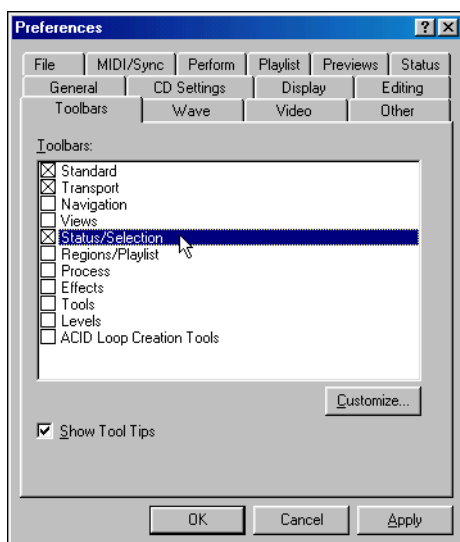 Preferences
File MIDI/Sync Perform Playlist Previews Status
General CD Settings Display Editing
Toolbars Wave Video Other
Toolbars:
Standard
Transport
Navigation
Views
Status/Selection
Regions/Playlist
Process
Effects
Tools
Levels
ACID Loop Creation Tools
Customize...
Show Tool Tips
OK Cancel Apply